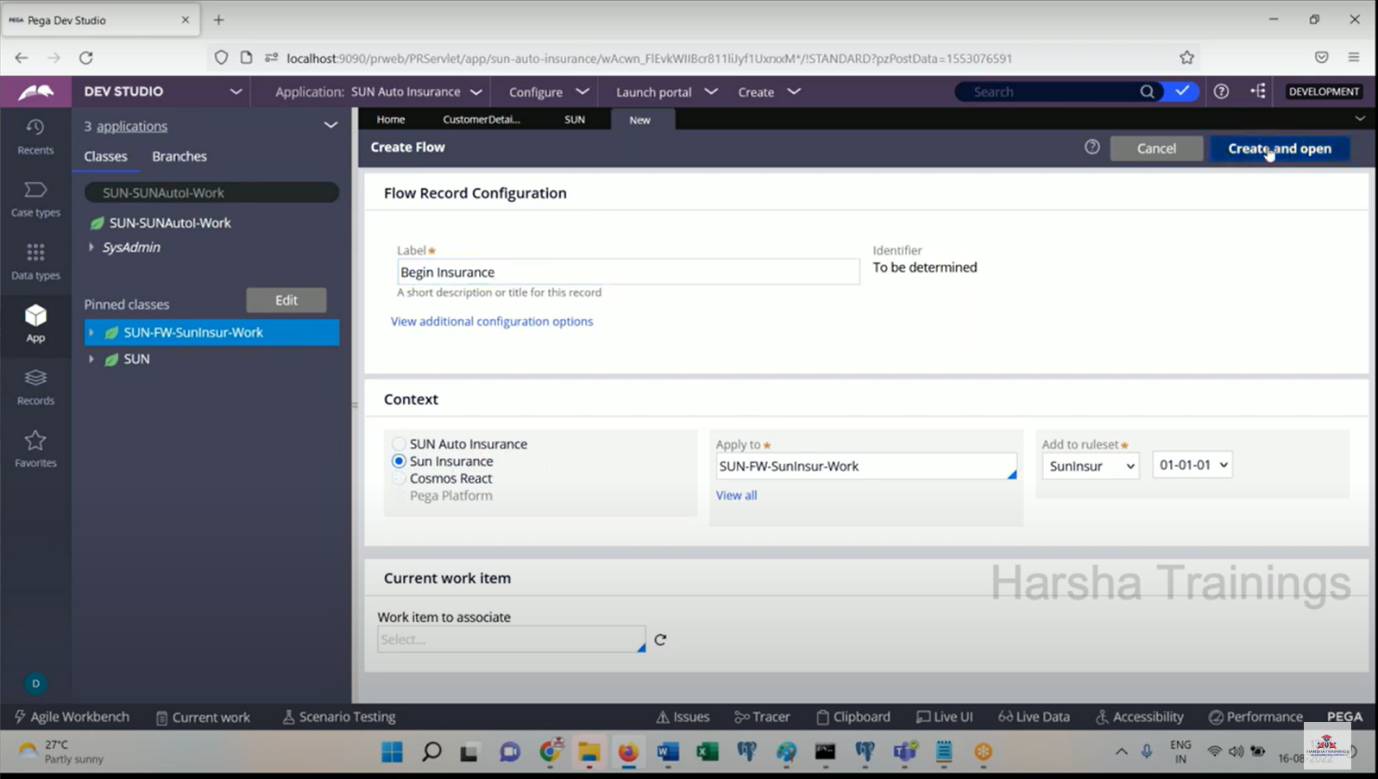 PEGA Pega Dev Studio
localhost:9090/prweb/PRServlet/app/sun-auto-insurance/
DEV STUDIO
Application: SUN Auto Insurance
Configure
Launch portal
Create
Search
DEVELOPMENT
Recents
Case types
Data types
App
Records
Favorites
D
3 applications
Classes
Branches
SUN-SUNAutoI-Work
SUN-SUNAutoI-Work
SysAdmin
Pinned classes
Edit
SUN-FW-SunInsur-Work
SUN
Home
CustomerDetai...
SUN
New
Create Flow
Cancel
Create and open
Flow Record Configuration
Label★
Begin Insurance
A short description or title for this record
Identifier
To be determined
View additional configuration options
Context
SUN Auto Insurance
Sun Insurance
Cosmos React
Pega Platform
Apply to★
SUN-FW-SunInsur-Work
View all
Add to ruleset★
SunInsur
01-01-01
Current work item
Work item to associate
Select...
Harsha Trainings
Agile Workbench
Current work
Scenario Testing
Issues
Tracer
Clipboard
Live UI
Live Data
Accessibility
Performance
PEGA
27°C
Partly sunny
ENG
IN
16-08-2022